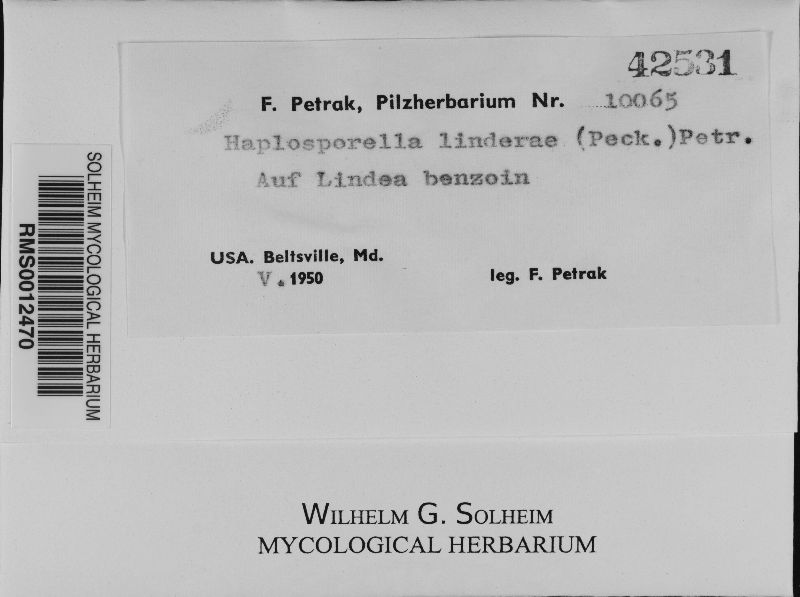 42531
F. Petrak, Pilzherbarium Nr. 10065
Haplosporella linderae (Peck.)Petr.
Auf Lindea benzoin
USA. Beltsville, Md.
V. 1950
leg. F. Petrak
SOLHEIM MYCOLOGICAL HERBARIUM
RMS0012470
WILHELM G. SOLHEIM
MYCOLOGICAL HERBARIUM